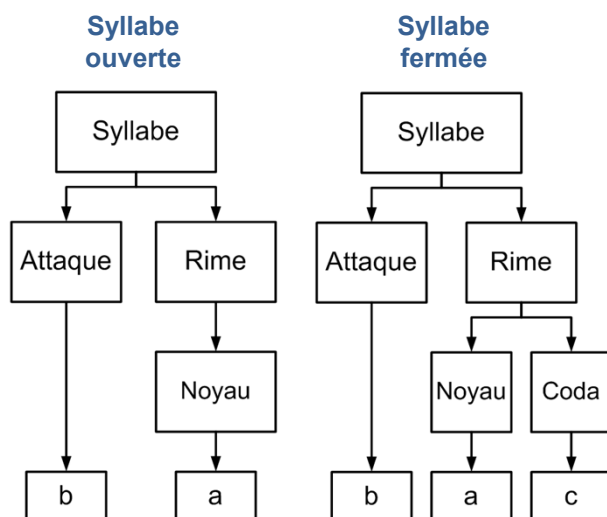 Syllabe
ouverte
Syllabe
Attaque
Rime
Noyau
b
a
Syllabe
fermée
Syllabe
Attaque
Rime
Noyau
Coda
b
a
c